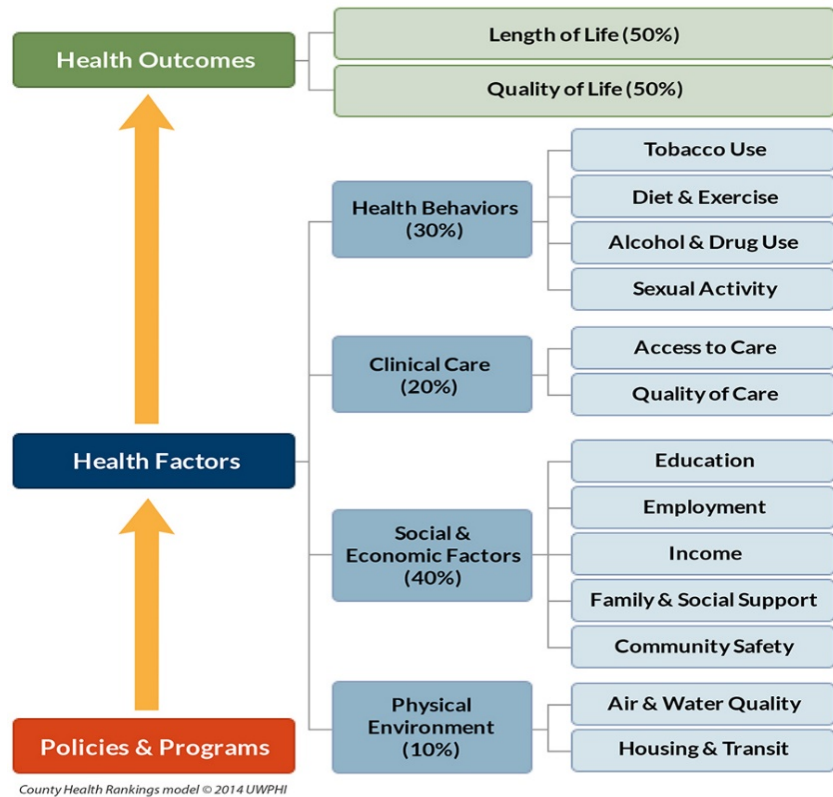 Health Outcomes
Length of Life (50%)
Quality of Life (50%)
Health Factors
Health Behaviors
(30%)
Tobacco Use
Diet & Exercise
Alcohol & Drug Use
Sexual Activity
Clinical Care
(20%)
Access to Care
Quality of Care
Social &
Economic Factors
(40%)
Education
Employment
Income
Family & Social Support
Community Safety
Physical
Environment
(10%)
Air & Water Quality
Housing & Transit
Policies & Programs
County Health Rankings model © 2014 UWPHI